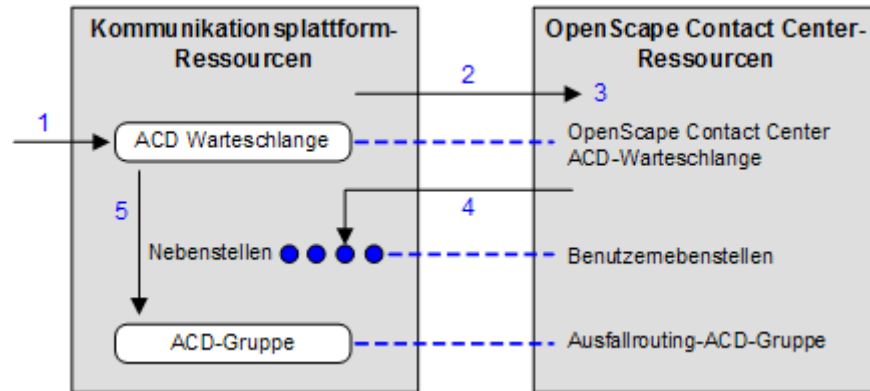 Kommunikationsplattform-
Ressourcen
OpenScape Contact Center-
Ressourcen
2
3
1
ACD Warteschlange
OpenScape Contact Center
ACD-Warteschlange
5
4
Nebenstellen
Benutzernebenstellen
ACD-Gruppe
Ausfallrouting-ACD-Gruppe